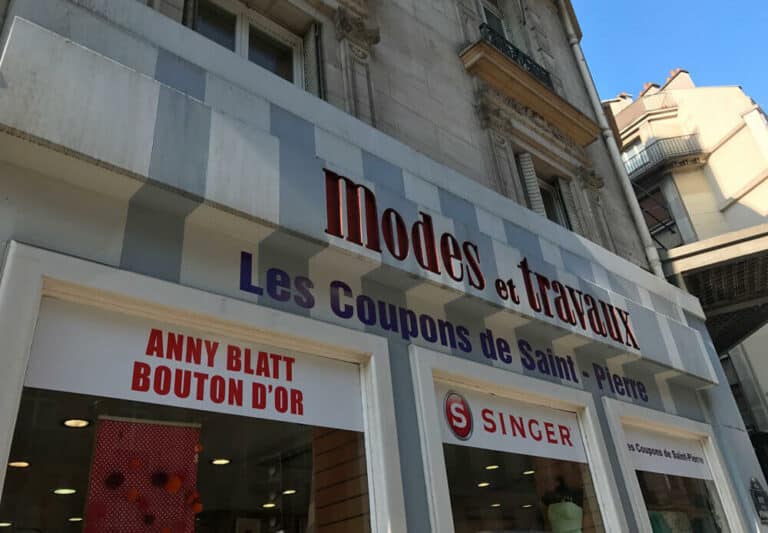 modes et travaux
Les Coupons de Saint - Pierre
ANNY BLATT
BOUTON D'OR
S SINGER
es Coupons de Saint-Pierre